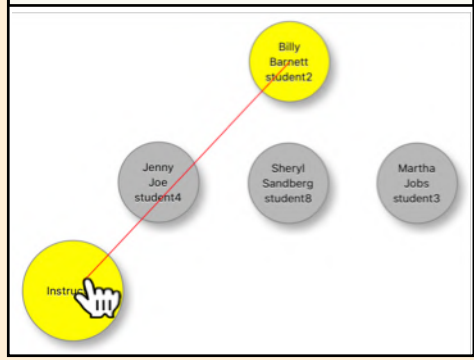 Billy
Barnett
student2
Jenny
Joe
student4
Sheryl
Sandberg
student8
Martha
Jobs
student3